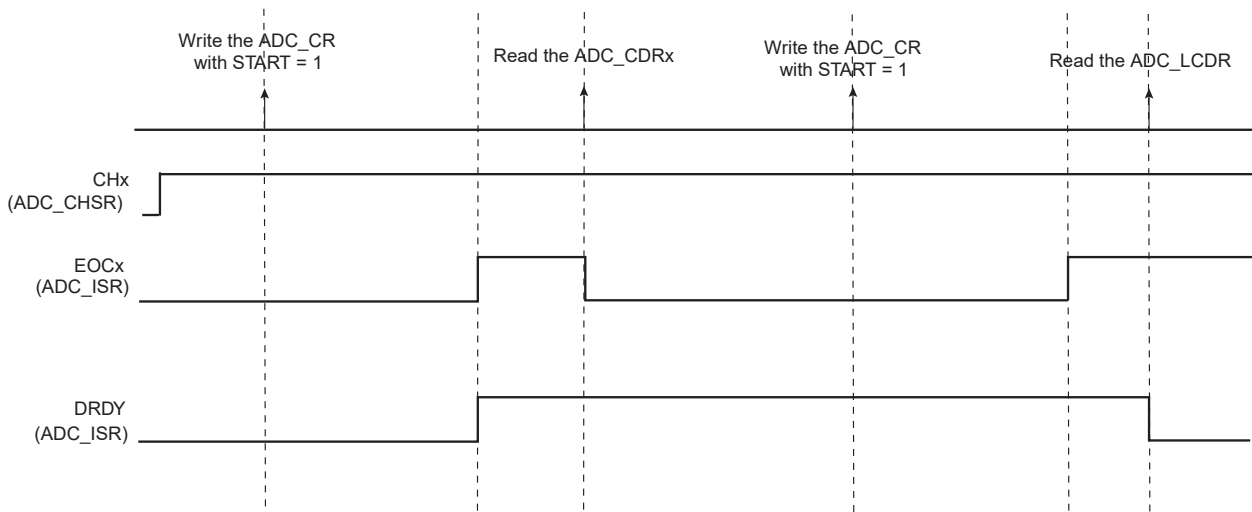 Write the ADC_CR
with START = 1
Read the ADC_CDRx
Write the ADC_CR
with START = 1
Read the ADC_LCDR
CHx
(ADC_CHSR)
EOCx
(ADC_ISR)
DRDY
(ADC_ISR)